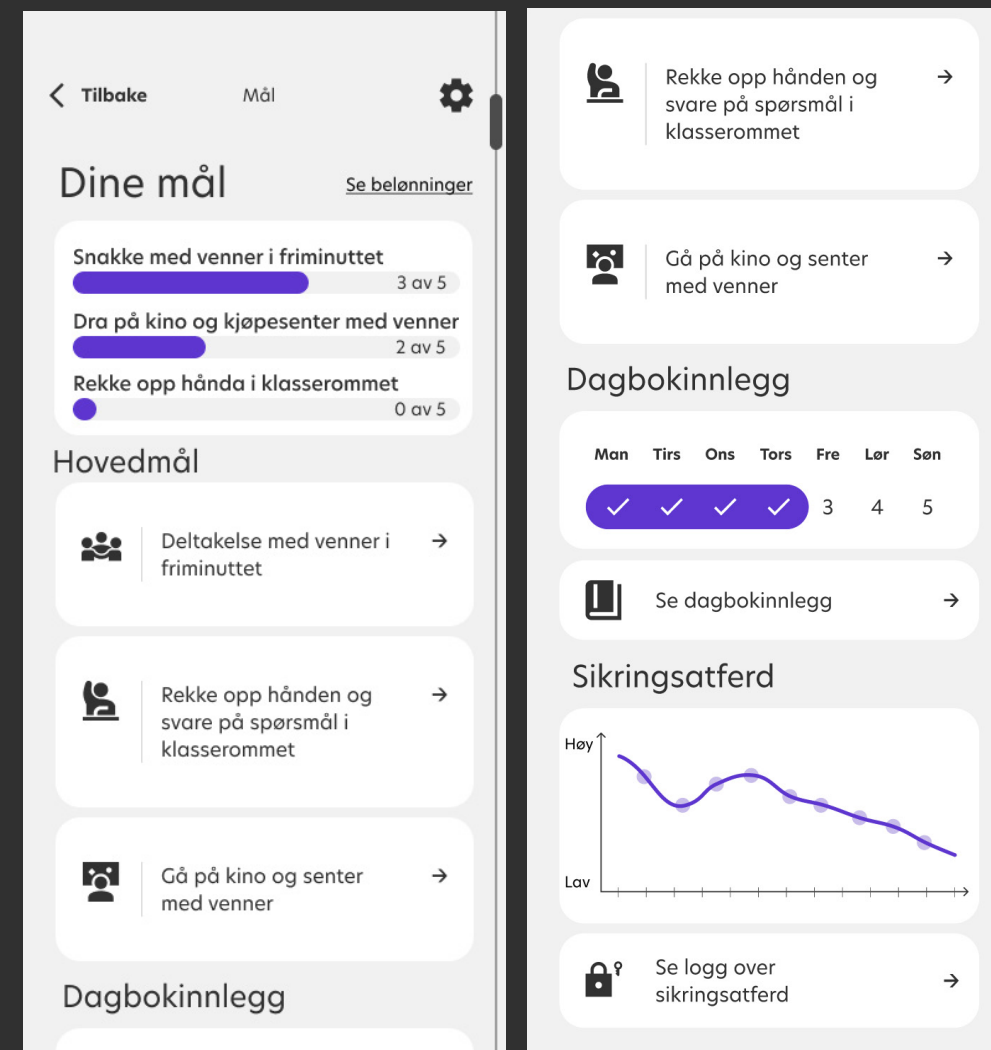 Tilbake
Mål
Dine mål
Se belønninger
Snakke med venner i friminuttet
3 av 5
Dra på kino og kjøpesenter med venner
2 av 5
Rekke opp hånda i klasserommet
0 av 5
Hovedmål
Deltakelse med venner i
friminuttet
Rekke opp hånden og
svare på spørsmål i
klasserommet
Gå på kino og senter
med venner
Dagbokinnlegg
Rekke opp hånden og
svare på spørsmål i
klasserommet
Gå på kino og senter
med venner
Dagbokinnlegg
Man Tirs Ons Tors Fre Lør Søn
3 4 5
Se dagbokinnlegg
Sikringsatferd
Høy
Lav
Se logg over
sikringsatferd